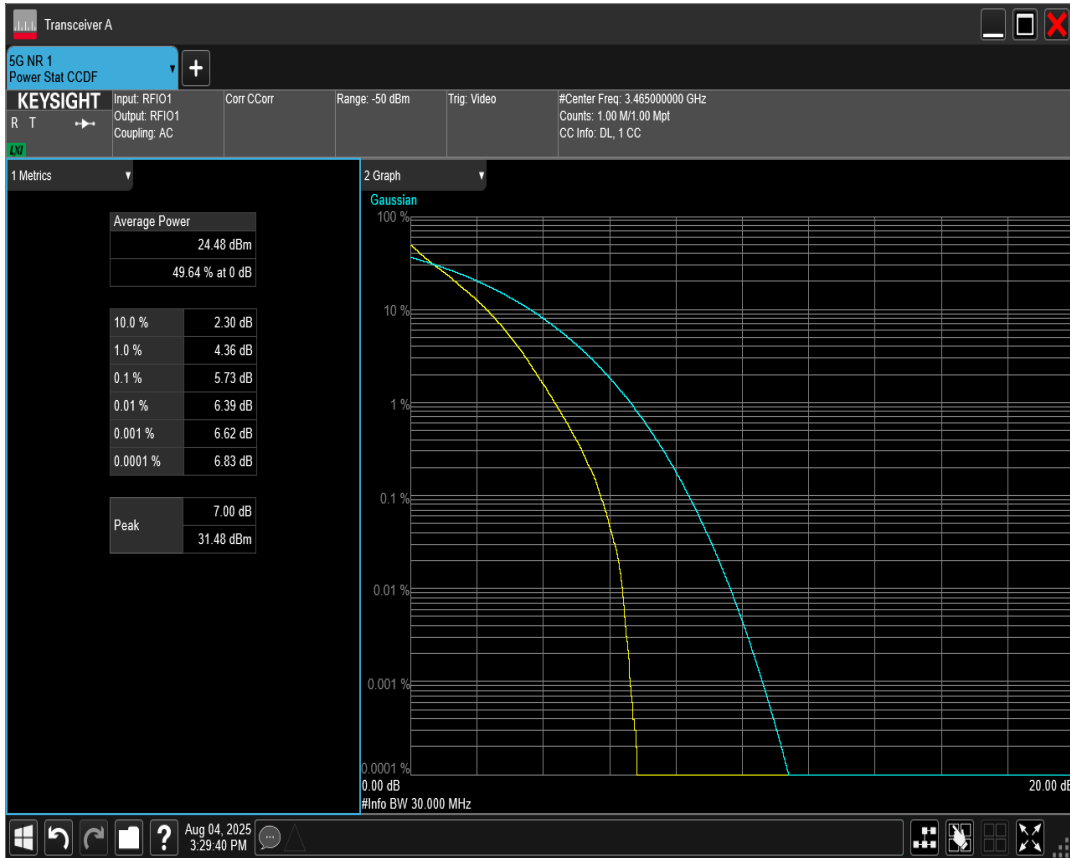 Transceiver A
5G NR 1
Power Stat CCDF
+
KEYSIGHT
R T
LXI
Input: RFIO1
Output: RFIO1
Coupling: AC
Corr CCorr
Range: -50 dBm
Trig: Video
#Center Freq: 3.465000000 GHz
Counts: 1.00 M/1.00 Mpt
CC Info: DL, 1 CC
1 Metrics
Average Power
24.48 dBm
49.64 % at 0 dB
10.0 % 2.30 dB
1.0 % 4.36 dB
0.1 % 5.73 dB
0.01 % 6.39 dB
0.001 % 6.62 dB
0.0001 % 6.83 dB
Peak
7.00 dB
31.48 dBm
2 Graph
Gaussian
100 %
10 %
1 %
0.1 %
0.01 %
0.001 %
0.0001 %
0.00 dB
20.00 dB
#Info BW 30.000 MHz
?
Aug 04, 2025
3:29:40 PM